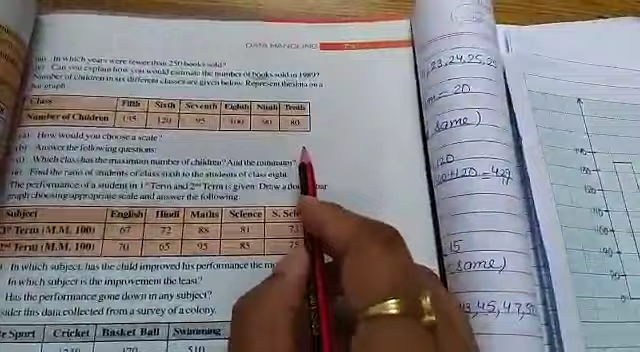 DATA HANDLING
In which years were fewer than 250 books sold?
Can you explain how you would estimate the number of books sold in 1989?
Number of children in six different classes are given below. Represent the data on a
bar graph.
Class Fifth Sixth Seventh Eighth Ninth Tenth
Number of Children 135 120 95 100 90 80
(a) How would you choose a scale?
(b) Answer the following questions:
(i) Which class has the maximum number of children? And the minimum?
(ii) Find the ratio of students of class sixth to the students of class eight.
The performance of a student in 1st Term and 2nd Term is given. Draw a double bar
graph choosing appropriate scale and answer the following:
Subject English Hindi Maths Science S. Science
1st Term (M.M. 100) 67 72 88 81 73
2nd Term (M.M. 100) 70 65 95 85 75
In which subject, has the child improved his performance the
In which subject is the improvement the least?
Has the performance gone down in any subject?
this data collected from a survey of a colony.
Sport Cricket Basket Ball Swimming
510
23, 24, 25, 25
= 20
(same)
120
15
(same)
45, 47,